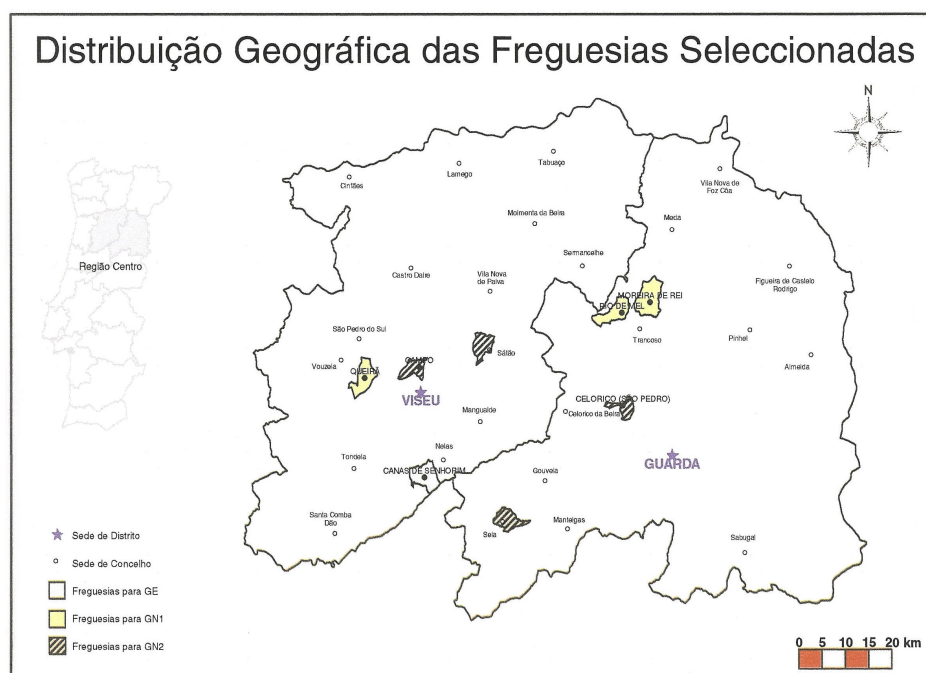 Distribuição Geográfica das Freguesias Seleccionadas
N
Região Centro
Cinfães
Lamego
Tabuaço
Vila Nova de
Foz Côa
Moimenta da Beira
Meda
Sernancelhe
Castro Daire
Vila Nova
de Paiva
Figueira de Castelo
Rodrigo
MOREIRA DE REI
RIO DE MEL
São Pedro do Sul
Trancoso
Pinhel
Vouzela
CAMPO
Sátão
Almeida
QUEIRÃ
VISEU
CELORICO (SÃO PEDRO)
Mangualde
Celorico da Beira
Nelas
Tondela
CANAS DE SENHORIM
Gouveia
GUARDA
Santa Comba
Dão
Seia
Manteigas
Sabugal
Sede de Distrito
Sede de Concelho
Freguesias para GE
Freguesias para GN1
Freguesias para GN2
0 5 10 15 20 km